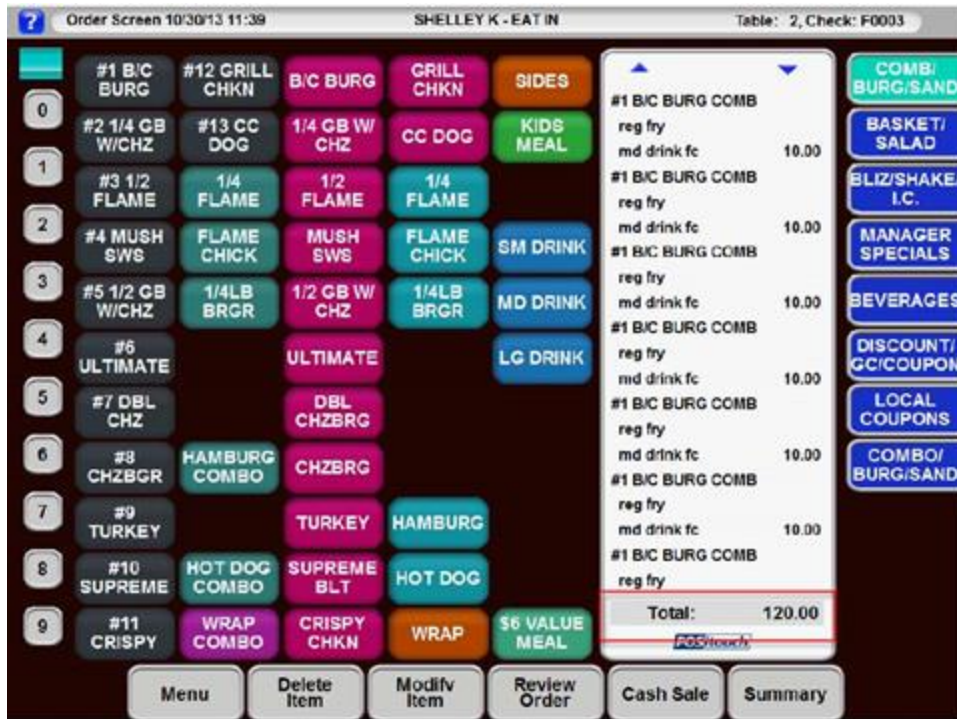 ?
Order Screen 10/30/13 11:39
SHELLEY K - EAT IN
Table: 2, Check: F0003
0
1
2
3
4
5
6
7
8
9
#1 B/C
BURG
#12 GRILL
CHKN
B/C BURG
GRILL
CHKN
SIDES
#2 1/4 GB
W/CHZ
#13 CC
DOG
1/4 GB W/
CHZ
CC DOG
KIDS
MEAL
#3 1/2
FLAME
1/4
FLAME
1/2
FLAME
1/4
FLAME
#4 MUSH
SWS
FLAME
CHICK
MUSH
SWS
FLAME
CHICK
SM DRINK
#5 1/2 GB
W/CHZ
1/4LB
BRGR
1/2 GB W/
CHZ
1/4LB
BRGR
MD DRINK
#6
ULTIMATE
ULTIMATE
LG DRINK
#7 DBL
CHZ
DBL
CHZBRG
#8
CHZBGR
HAMBURG
COMBO
CHZBRG
#9
TURKEY
TURKEY
HAMBURG
#10
SUPREME
HOT DOG
COMBO
SUPREME
BLT
HOT DOG
#11
CRISPY
WRAP
COMBO
CRISPY
CHKN
WRAP
$6 VALUE
MEAL
#1 B/C BURG COMB
reg fry
md drink fc 10.00
#1 B/C BURG COMB
reg fry
md drink fc 10.00
#1 B/C BURG COMB
reg fry
md drink fc 10.00
#1 B/C BURG COMB
reg fry
md drink fc 10.00
#1 B/C BURG COMB
reg fry
md drink fc 10.00
#1 B/C BURG COMB
reg fry
md drink fc 10.00
#1 B/C BURG COMB
reg fry
Total: 120.00
POSitouch
COMB/
BURG/SAND
BASKET/
SALAD
BLIZ/SHAKE/
I.C.
MANAGER
SPECIALS
BEVERAGES
DISCOUNT/
GC/COUPON
LOCAL
COUPONS
COMBO/
BURG/SAND
Menu
Delete
Item
Modify
Item
Review
Order
Cash Sale
Summary